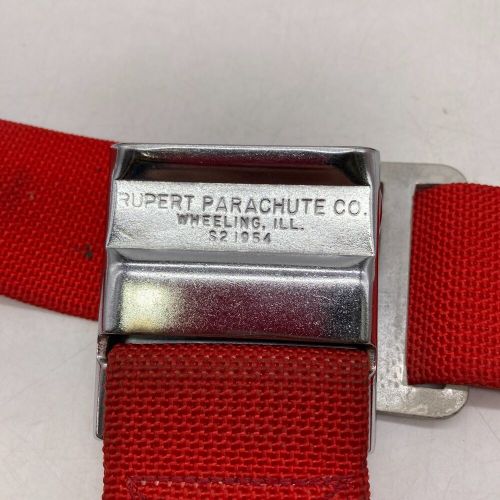 RUPERT PARACHUTE CO.
WHEELING, ILL.
S21954